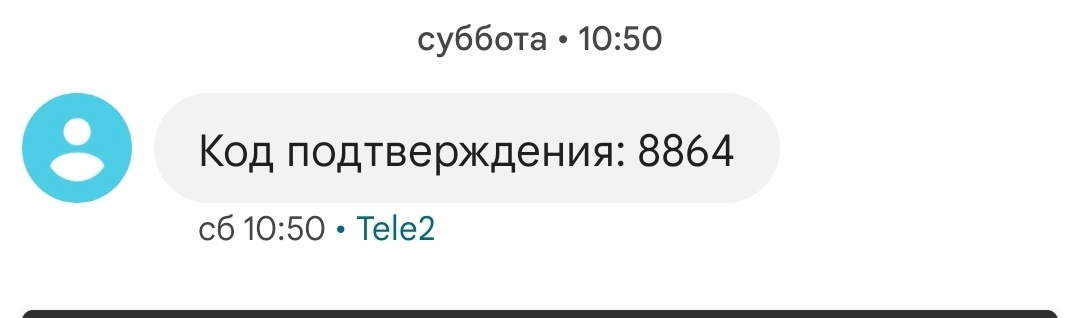 суббота • 10:50
Код подтверждения: 8864
сб 10:50 • Tele2